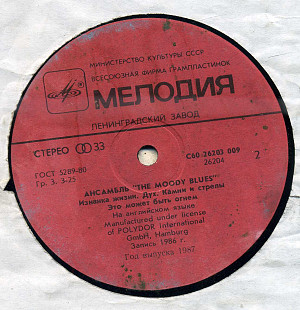 МИНИСТЕРСТВО КУЛЬТУРЫ СССР
ВСЕСОЮЗНАЯ ФИРМА ГРАМПЛАСТИНОК
МЕЛОДИЯ
ЛЕНИНГРАДСКИЙ ЗАВОД
СТЕРЕО 33
ГОСТ 5289-80
Гр. 3. 3-25
С60-26203 009
26204
2
АНСАМБЛЬ "THE MOODY BLUES"
Изнанка жизни. Дух. Камни и стрелы
Это может быть огнем
На английском языке
Manufactured under license
of POLYDOR International
GmbH, Hamburg
Запись 1986 г.
Год выпуска 1987